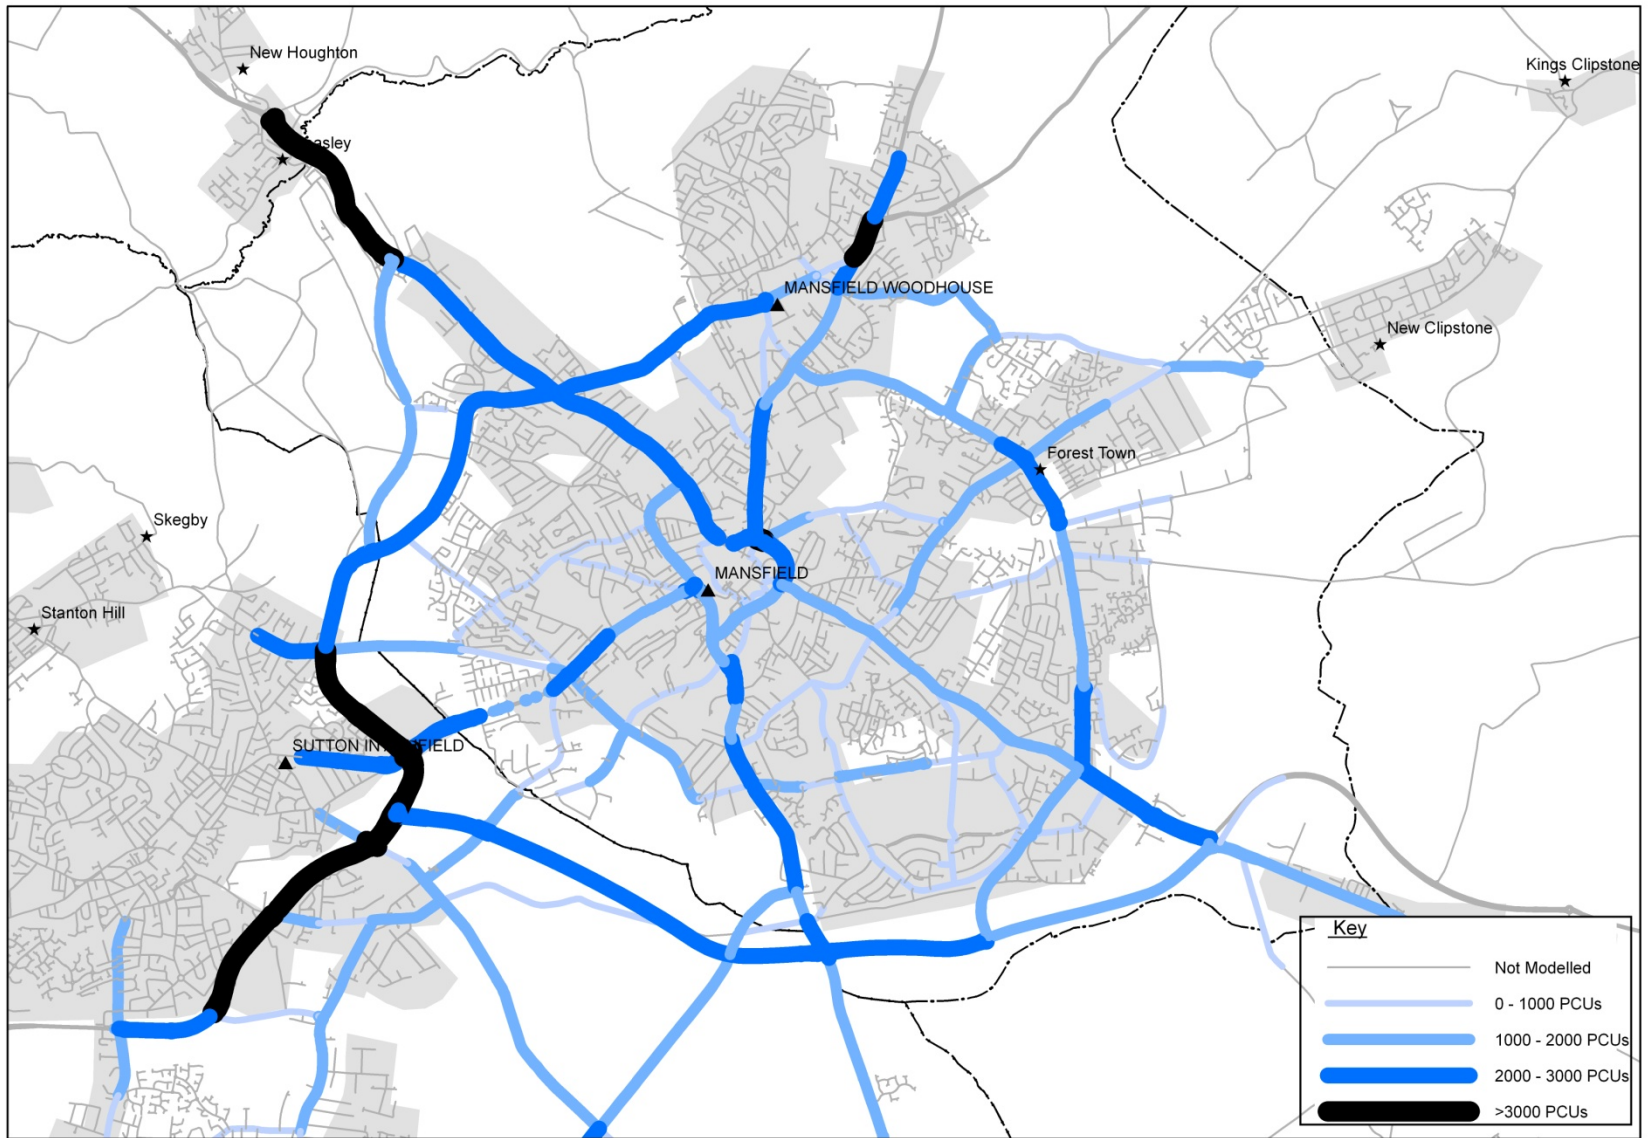 New Houghton
Kings Clipstone
MANSFIELD WOODHOUSE
New Clipstone
Forest Town
Skegby
MANSFIELD
Stanton Hill
Key
Not Modelled
0 - 1000 PCUs
1000 - 2000 PCUs
2000 - 3000 PCUs
>3000 PCUs